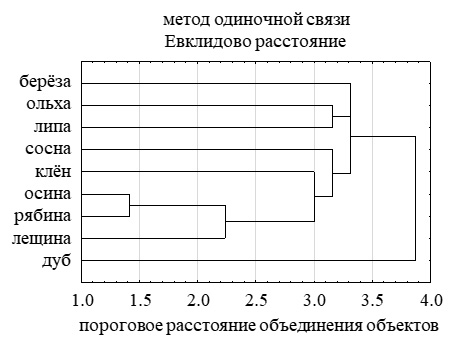 метод одиночной связи
Евклидово расстояние
берёза
ольха
липа
сосна
клён
осина
рябина
лещина
дуб
1.0 1.5 2.0 2.5 3.0 3.5 4.0
пороговое расстояние объединения объектов